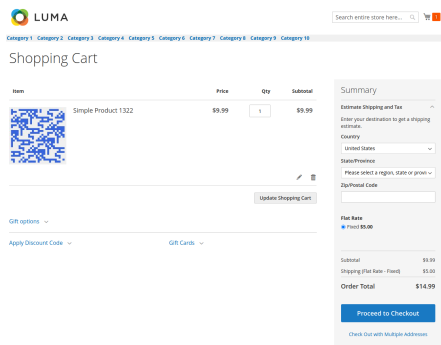 LUMA
Search entire store here...
1
Category 1 Category 2 Category 3 Category 4 Category 5 Category 6 Category 7 Category 8 Category 9 Category 10
Shopping Cart
Item Price Qty Subtotal
Simple Product 1322 $9.99 1 $9.99
Update Shopping Cart
Gift options
Apply Discount Code Gift Cards
Summary
Estimate Shipping and Tax
Enter your destination to get a shipping
estimate.
Country
United States
State/Province
Please select a region, state or provi
Zip/Postal Code
Flat Rate
Fixed $5.00
Subtotal $9.99
Shipping (Flat Rate - Fixed) $5.00
Order Total $14.99
Proceed to Checkout
Check Out with Multiple Addresses